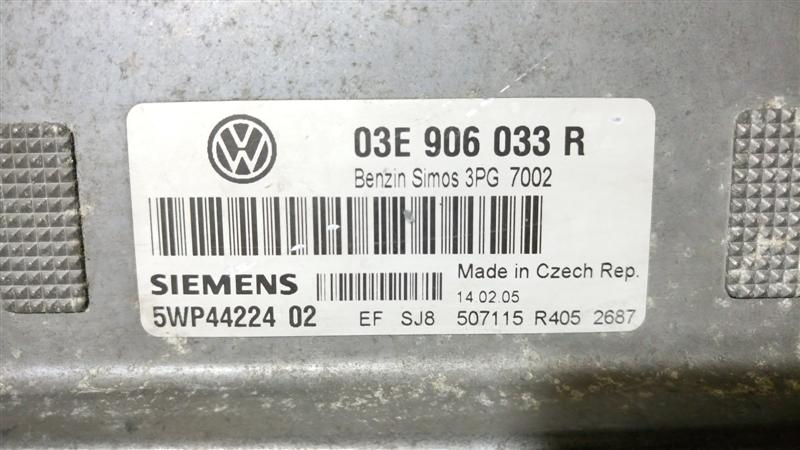 03E 906 033 R
Benzin Simos 3PG 7002
SIEMENS
Made in Czech Rep.
14.02.05
5WP44224 02 EF SJ8 507115 R405 2687